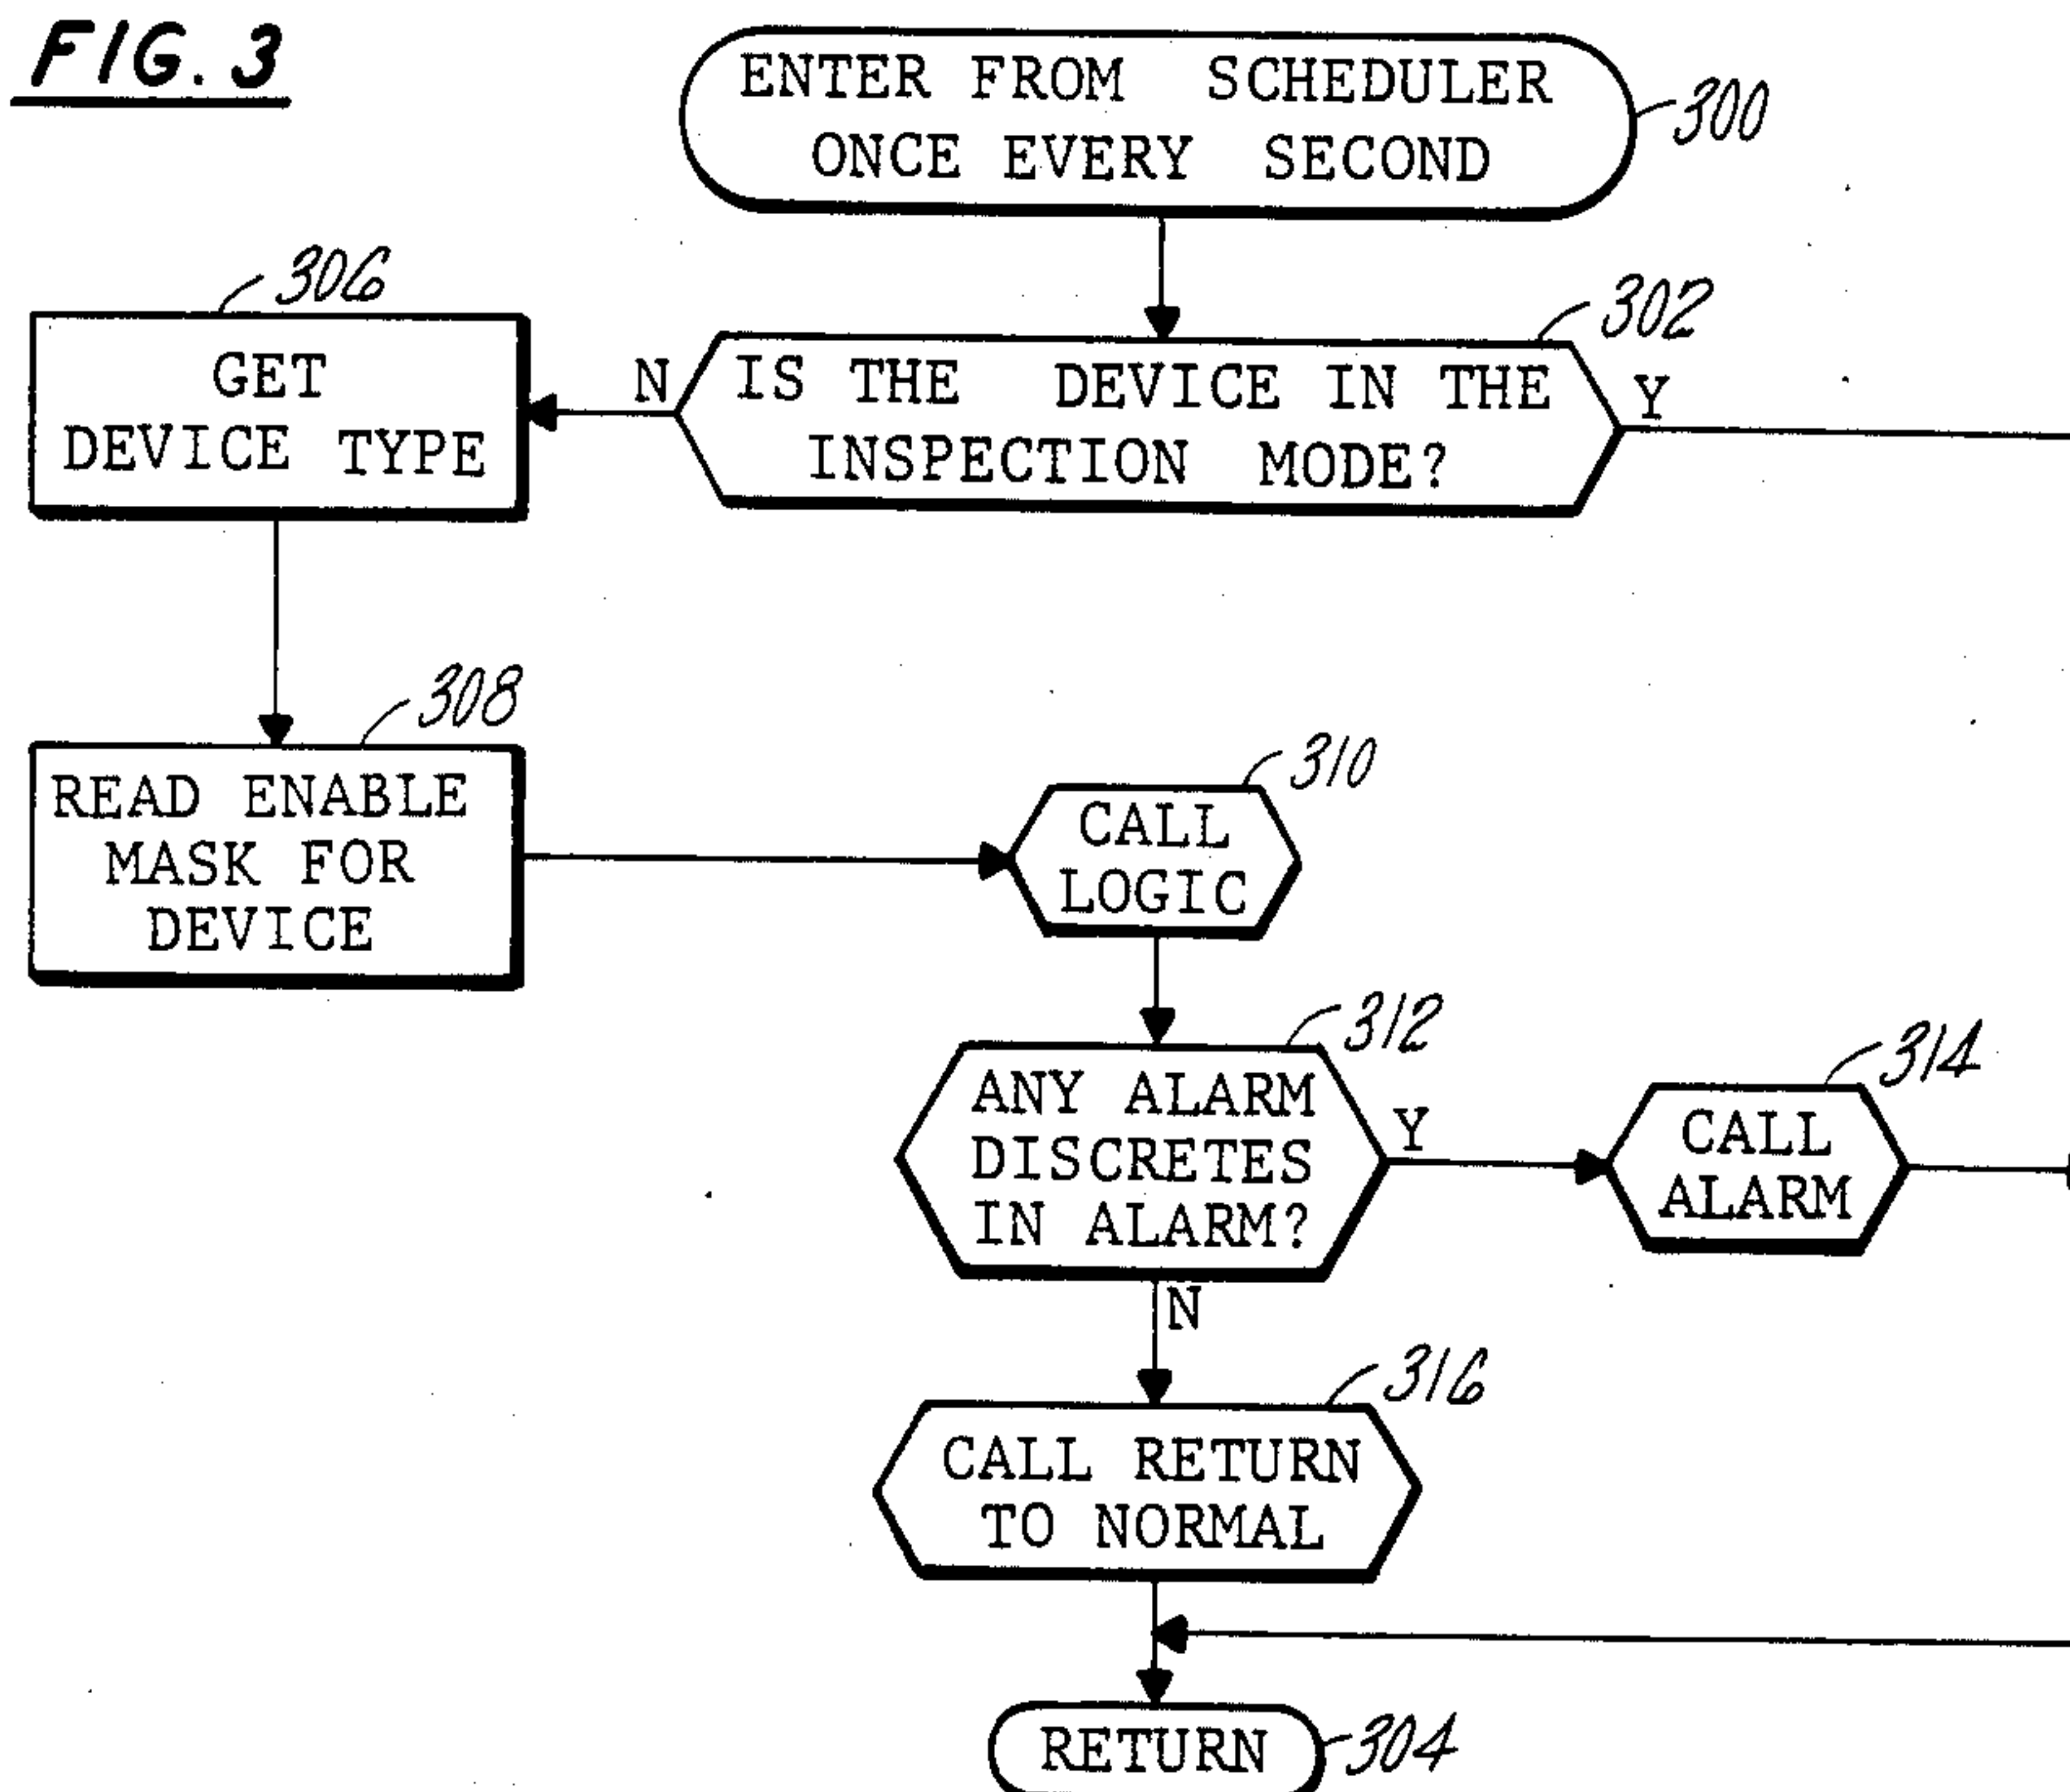 FIG. 3
ENTER FROM SCHEDULER
ONCE EVERY SECOND
300
302
IS THE DEVICE IN THE
INSPECTION MODE?
N
Y
306
GET
DEVICE TYPE
308
READ ENABLE
MASK FOR
DEVICE
310
CALL
LOGIC
312
ANY ALARM
DISCRETES
IN ALARM?
Y
N
314
CALL
ALARM
316
CALL RETURN
TO NORMAL
RETURN
304